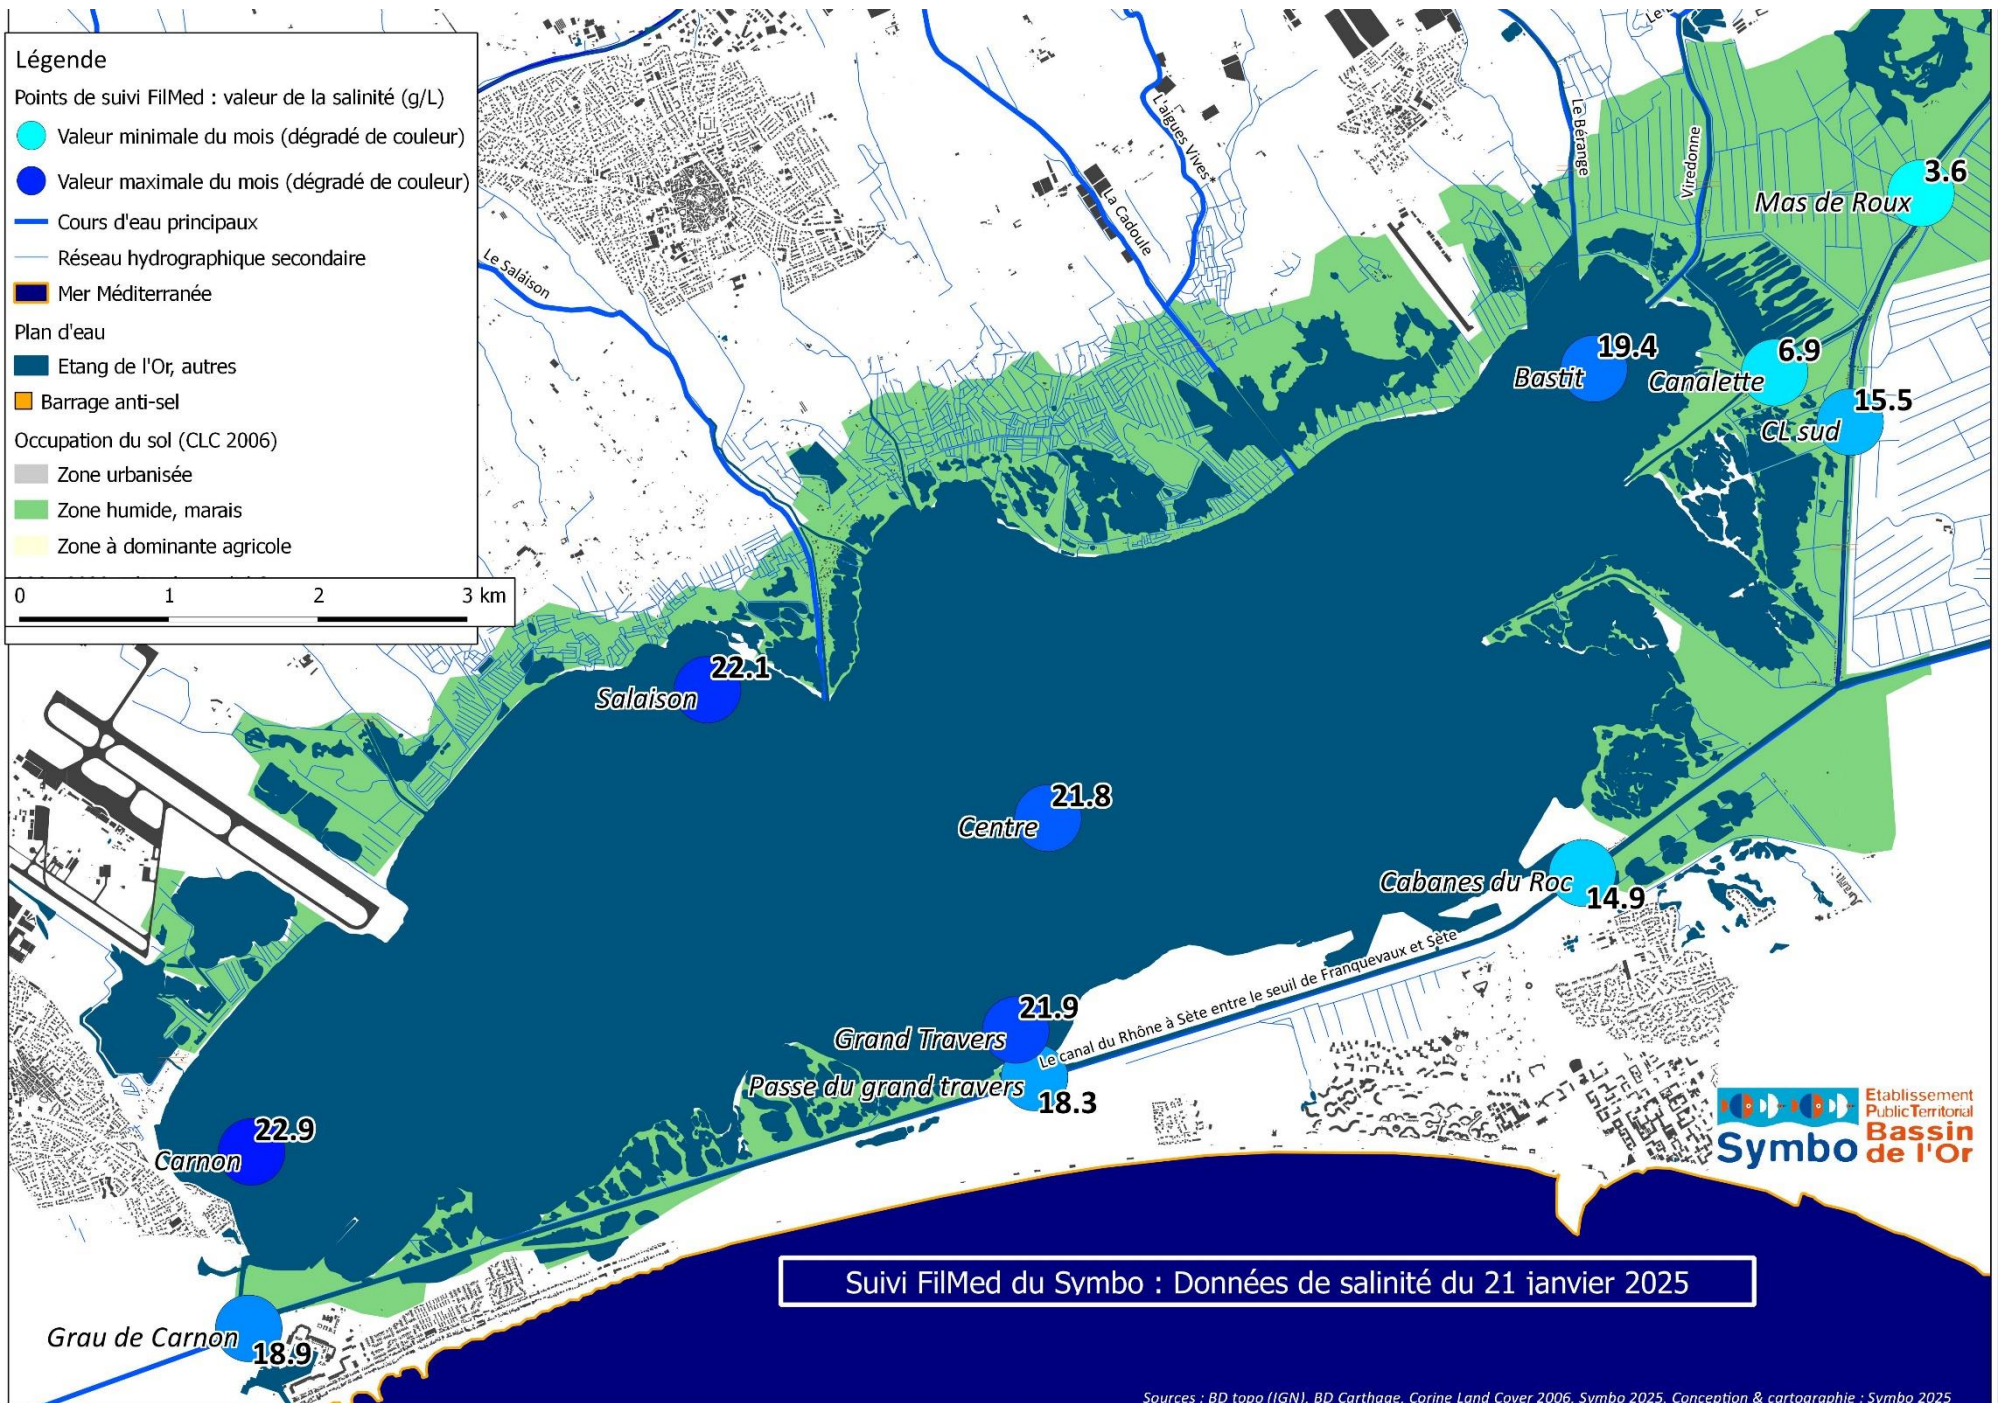 Légende
Points de suivi FilMed : valeur de la salinité (g/L)
Valeur minimale du mois (dégradé de couleur)
Valeur maximale du mois (dégradé de couleur)
Cours d'eau principaux
Réseau hydrographique secondaire
Mer Méditerranée
Plan d'eau
Etang de l'Or, autres
Barrage anti-sel
Occupation du sol (CLC 2006)
Zone urbanisée
Zone humide, marais
Zone à dominante agricole
0 1 2 3 km
Le Salaison
La Cadoule
L'aigues Vives*
Le Bérange
Viredonne
3.6
Mas de Roux
19.4
Bastit
6.9
Canalette
15.5
CL sud
22.1
Salaison
21.8
Centre
Cabanes du Roc
14.9
Le canal du Rhône à Sète entre le seuil de Franquevaux et Sète
21.9
Grand Travers
Passe du grand travers
18.3
22.9
Carnon
Grau de Carnon
18.9
Etablissement
Public Territorial
Bassin
de l'Or
Symbo
Suivi FilMed du Symbo : Données de salinité du 21 janvier 2025
Sources : BD topo (IGN), BD Carthage, Corine Land Cover 2006, Symbo 2025. Conception & cartographie : Symbo 2025